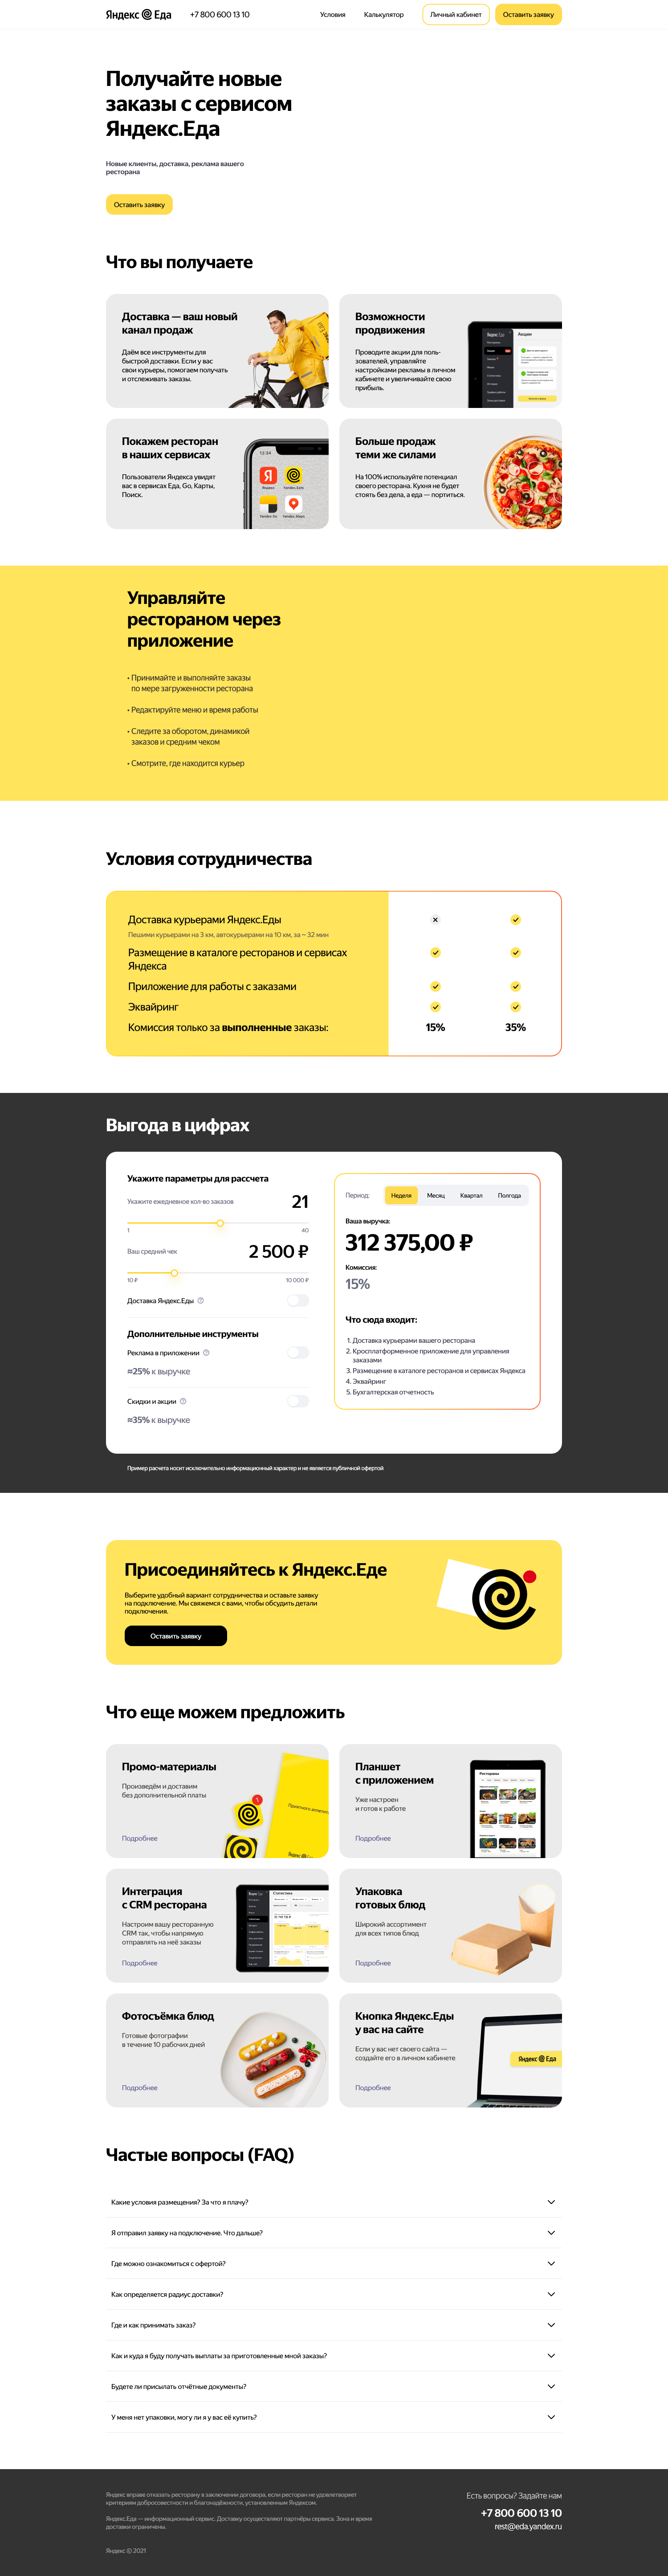 Яндекс Еда
+7 800 600 13 10
Условия
Калькулятор
Личный кабинет
Оставить заявку
Получайте новые
заказы с сервисом
Яндекс.Еда
Новые клиенты, доставка, реклама вашего
ресторана
Оставить заявку
Что вы получаете
Доставка — ваш новый
канал продаж
Даём все инструменты для
быстрой доставки. Если у вас
свои курьеры, помогаем получать
и отслеживать заказы.
Возможности
продвижения
Проводите акции для поль-
зователей, управляйте
настройками рекламы в личном
кабинете и увеличивайте свою
прибыль.
Акции
Покажем ресторан
в наших сервисах
Пользователи Яндекса увидят
вас в сервисах Еда, Go, Карты,
Поиск.
12:34
Больше продаж
теми же силами
На 100% используйте потенциал
своего ресторана. Кухня не будет
стоять без дела, а еда — портиться.
Управляйте
рестораном через
приложение
• Принимайте и выполняйте заказы
по мере загруженности ресторана
• Редактируйте меню и время работы
• Следите за оборотом, динамикой
заказов и средним чеком
• Смотрите, где находится курьер
Условия сотрудничества
Доставка курьерами Яндекс.Еды
Пешими курьерами на 3 км, автокурьерами на 10 км, за ~ 32 мин
Размещение в каталоге ресторанов и сервисах
Яндекса
Приложение для работы с заказами
Эквайринг
Комиссия только за выполненные заказы:
15%
35%
Выгода в цифрах
Укажите параметры для рассчета
Укажите ежедневное кол-во заказов
21
1
40
Ваш средний чек
2 500 ₽
10 ₽
10 000 ₽
Доставка Яндекс.Еды
Дополнительные инструменты
Реклама в приложении
≈25% к выручке
Скидки и акции
≈35% к выручке
Период:
Неделя
Месяц
Квартал
Полгода
Ваша выручка:
312 375,00 ₽
Комиссия:
15%
Что сюда входит:
1. Доставка курьерами вашего ресторана
2. Кросплатформенное приложение для управления
заказами
3. Размещение в каталоге ресторанов и сервисах Яндекса
4. Эквайринг
5. Бухгалтерская отчетность
Пример расчета носит исключительно информационный характер и не является публичной офертой
Присоединяйтесь к Яндекс.Еде
Выберите удобный вариант сотрудничества и оставьте заявку
на подключение. Мы свяжемся с вами, чтобы обсудить детали
подключения.
Оставить заявку
Что еще можем предложить
Промо-материалы
Произведём и доставим
без дополнительной платы
Подробнее
Планшет
с приложением
Уже настроен
и готов к работе
Подробнее
Рестораны
Интеграция
с CRM ресторана
Настроим вашу ресторанную
CRM так, чтобы напрямую
отправлять на неё заказы
Подробнее
Статистика
Упаковка
готовых блюд
Широкий ассортимент
для всех типов блюд
Подробнее
Фотосъёмка блюд
Готовые фотографии
в течение 10 рабочих дней
Подробнее
Кнопка Яндекс.Еды
у вас на сайте
Если у вас нет своего сайта —
создайте его в личном кабинете
Подробнее
Яндекс Еда
Частые вопросы (FAQ)
Какие условия размещения? За что я плачу?
Я отправил заявку на подключение. Что дальше?
Где можно ознакомиться с офертой?
Как определяется радиус доставки?
Где и как принимать заказ?
Как и куда я буду получать выплаты за приготовленные мной заказы?
Будете ли присылать отчётные документы?
У меня нет упаковки, могу ли я у вас её купить?
Яндекс вправе отказать ресторану в заключении договора, если ресторан не удовлетворяет
критериям добросовестности и благонадёжности, установленным Яндексом.
Яндекс.Еда — информационный сервис. Доставку осуществляют партнёры сервиса. Зона и время
доставки ограничены.
Яндекс © 2021
Есть вопросы? Задайте нам
+7 800 600 13 10
rest@eda.yandex.ru